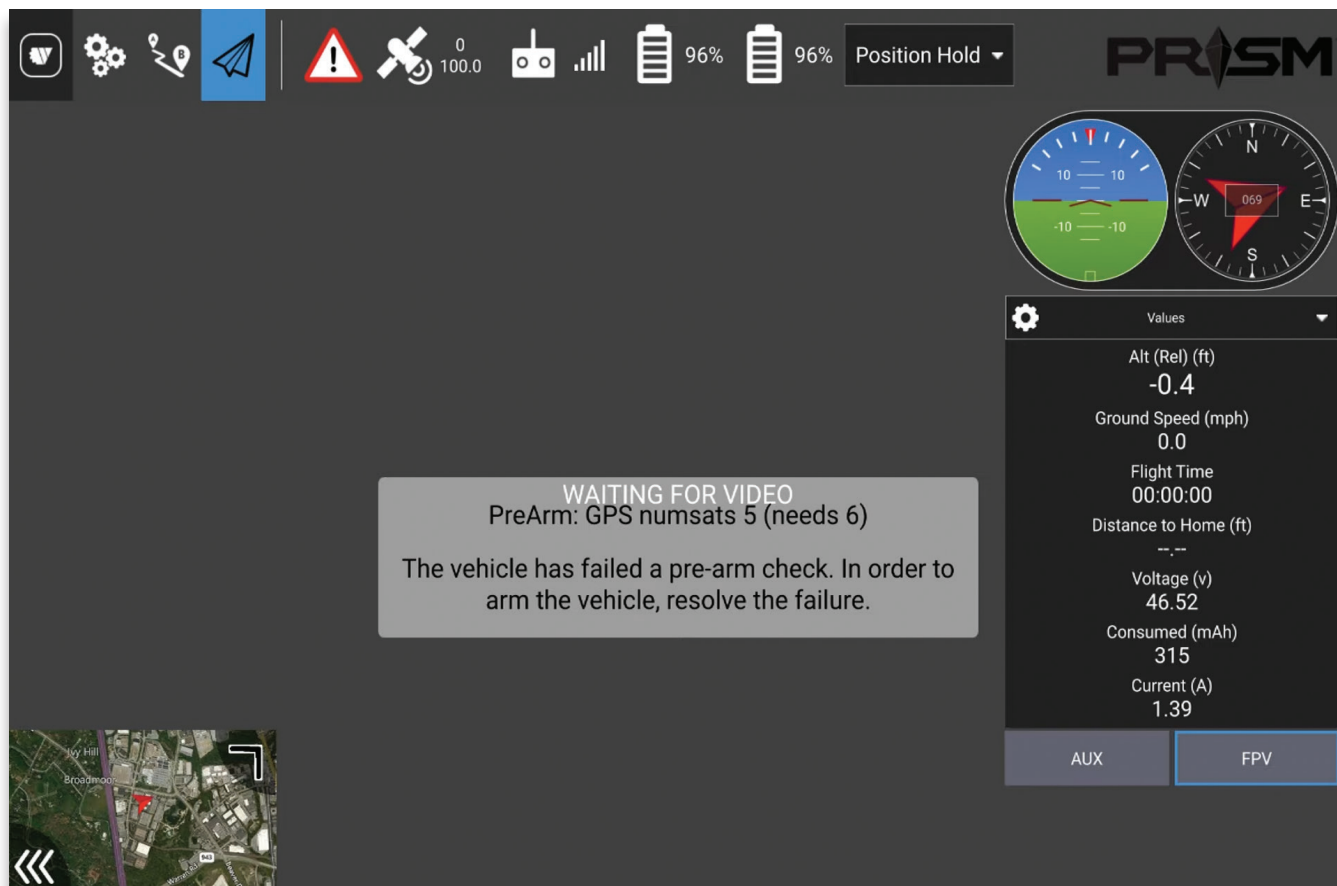 0
100.0
96%
96%
Position Hold
PRISM
N
10 10
W 069 E
-10 -10
S
Values
Alt (Rel) (ft)
-0.4
Ground Speed (mph)
0.0
WAITING FOR VIDEO
PreArm: GPS numsats 5 (needs 6)
The vehicle has failed a pre-arm check. In order to
arm the vehicle, resolve the failure.
Flight Time
00:00:00
Distance to Home (ft)
--.--
Voltage (v)
46.52
Consumed (mAh)
315
Current (A)
1.39
AUX FPV
Ivy Hill
Broadmoor
943